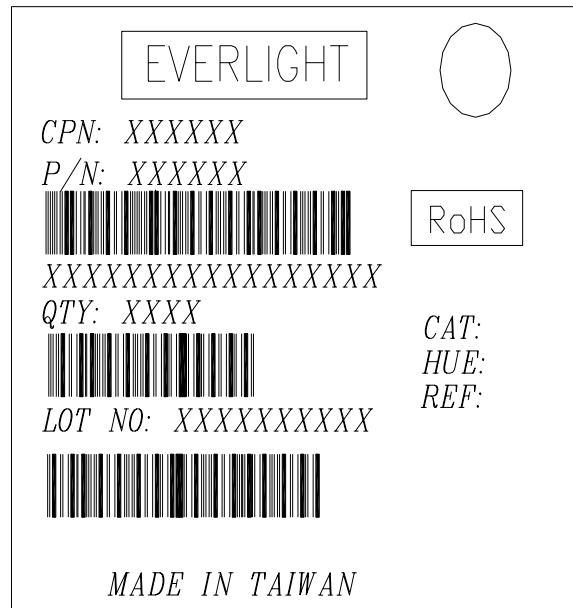 EVERLIGHT
CPN: XXXXXX
P/N: XXXXXX
RoHS
XXXXXXXXXXXXXXXXX
QTY: XXXX
CAT:
HUE:
REF:
LOT NO: XXXXXXXXXX
MADE IN TAIWAN